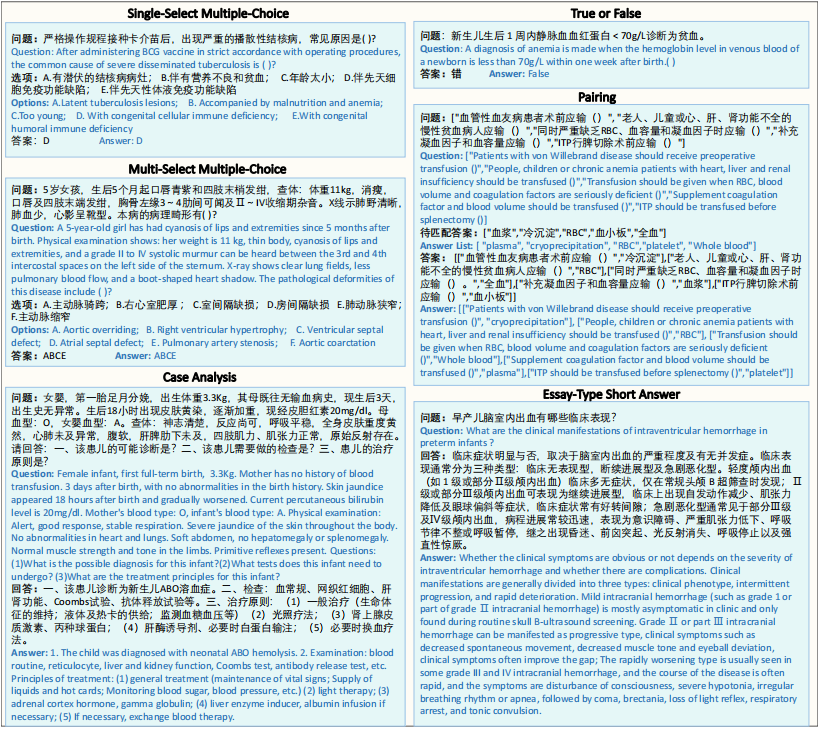 Single-Select Multiple-Choice
问题：严格操作规程接种卡介苗后，出现严重的播散性结核病，常见原因是( )?
Question: After administering BCG vaccine in strict accordance with operating procedures,
the common cause of severe disseminated tuberculosis is ( )?
选项：A.有潜伏的结核病病灶； B.伴有营养不良和贫血； C.年龄太小； D.伴先天细
胞免疫功能缺陷； E.伴先天性体液免疫功能缺陷
Options: A.Latent tuberculosis lesions; B. Accompanied by malnutrition and anemia;
C.Too young; D. With congenital cellular immune deficiency; E.With congenital
humoral immune deficiency
答案：D Answer: D
Multi-Select Multiple-Choice
问题：5岁女孩，生后5个月起口唇青紫和四肢末梢发绀，查体：体重11kg，消瘦，
口唇及四肢末端发绀，胸骨左缘3~4肋间可闻及Ⅱ~Ⅳ收缩期杂音。X线示肺野清晰，
肺血少，心影呈靴型。本病的病理畸形有( )?
Question: A 5-year-old girl has had cyanosis of lips and extremities since 5 months after
birth. Physical examination shows: her weight is 11 kg, thin body, cyanosis of lips and
extremities, and a grade II to IV systolic murmur can be heard between the 3rd and 4th
intercostal spaces on the left side of the sternum. X-ray shows clear lung fields, less
pulmonary blood flow, and a boot-shaped heart shadow. The pathological deformities of
this disease include ( )?
选项：A.主动脉骑跨； B.右心室肥厚； C.室间隔缺损 D.房间隔缺损 E.肺动脉狭窄；
F.主动脉缩窄
Options: A. Aortic overriding; B. Right ventricular hypertrophy; C. Ventricular septal
defect; D. Atrial septal defect; E. Pulmonary artery stenosis; F. Aortic coarctation
答案：ABCE Answer: ABCE
Case Analysis
问题：女婴，第一胎足月分娩，出生体重3.3Kg，其母既往无输血病史，现生后3天，
出生史无异常。生后18小时出现皮肤黄染，逐渐加重，现经皮胆红素20mg/dl。母
血型：O，女婴血型：A。查体：神志清楚，反应尚可，呼吸平稳，全身皮肤重度黄
然，心肺未及异常，腹软，肝脾肋下未及，四肢肌力、肌张力正常，原始反射存在。
请回答：一、该患儿的可能诊断是？二、该患儿需要做的检查是？三、患儿的治疗
原则是?
Question: Female infant, first full-term birth, 3.3Kg. Mother has no history of blood
transfusion. 3 days after birth, with no abnormalities in the birth history. Skin jaundice
appeared 18 hours after birth and gradually worsened. Current percutaneous bilirubin
level is 20mg/dl. Mother's blood type: O, infant's blood type: A. Physical examination:
Alert, good response, stable respiration. Severe jaundice of the skin throughout the body.
No abnormalities in heart and lungs. Soft abdomen, no hepatomegaly or splenomegaly.
Normal muscle strength and tone in the limbs. Primitive reflexes present. Questions:
(1)What is the possible diagnosis for this infant?(2)What tests does this infant need to
undergo? (3)What are the treatment principles for this infant?
回答：一、该患儿诊断为新生儿ABO溶血症。二、检查：血常规、网织红细胞、肝
肾功能、Coombs试验、抗体释放试验等。三、治疗原则：（1）一般治疗（生命体
征的维持；液体及热卡的供给；监测血糖血压等）（2）光照疗法；（3）肾上腺皮
质激素、丙种球蛋白；（4）肝酶诱导剂、必要时白蛋白输注；（5）必要时换血疗
法。
Answer: 1. The child was diagnosed with neonatal ABO hemolysis. 2. Examination: blood
routine, reticulocyte, liver and kidney function, Coombs test, antibody release test, etc.
Principles of treatment: (1) general treatment (maintenance of vital signs; Supply of
liquids and hot cards; Monitoring blood sugar, blood pressure, etc.) (2) light therapy; (3)
adrenal cortex hormone, gamma globulin; (4) liver enzyme inducer, albumin infusion if
necessary; (5) If necessary, exchange blood therapy.
True or False
问题：新生儿生后 1 周内静脉血血红蛋白 < 70g/L诊断为贫血。
Question: A diagnosis of anemia is made when the hemoglobin level in venous blood of
a newborn is less than 70g/L within one week after birth.( )
答案：错 Answer: False
Pairing
问题：["血管性血友病患者术前应输（）", "老人、儿童或心、肝、肾功能不全的
慢性贫血病人应输（）","同时严重缺乏RBC、血容量和凝血因子时应输（）","补充
凝血因子和血容量应输（）","ITP行脾切除术前应输（）"]
Question: ["Patients with von Willebrand disease should receive preoperative
transfusion ()","People, children or chronic anemia patients with heart, liver and renal
insufficiency should be transfused ()","Transfusion should be given when RBC, blood
volume and coagulation factors are seriously deficient ()","Supplement coagulation
factor and blood volume should be transfused ()","ITP should be transfused before
splenectomy ()]
待匹配答案：["血浆","冷沉淀","RBC","血小板","全血"]
Answer List: [ "plasma", "cryoprecipitation", "RBC","platelet", "Whole blood"]
答案： [["血管性血友病患者术前应输（）","冷沉淀"],["老人、儿童或心、肝、肾功
能不全的慢性贫血病人应输（）","RBC"],["同时严重缺乏RBC、血容量和凝血因子时
应输（）。","全血"],["补充凝血因子和血容量应输（）","血浆"],["ITP行脾切除术前
应输（）","血小板"]]
Answer: [["Patients with von Willebrand disease should receive preoperative
transfusion ()", "cryoprecipitation"], ["People, children or chronic anemia patients with
heart, liver and renal insufficiency should be transfused ()","RBC"], ["Transfusion should
be given when RBC, blood volume and coagulation factors are seriously deficient
()","Whole blood"],["Supplement coagulation factor and blood volume should be
transfused ()","plasma"],["ITP should be transfused before splenectomy ()","platelet"]]
Essay-Type Short Answer
问题：早产儿脑室内出血有哪些临床表现?
Question: What are the clinical manifestations of intraventricular hemorrhage in
preterm infants ?
回答：临床症状明显与否，取决于脑室内出血的严重程度及有无并发症。临床表
现通常分为三种类型：临床无表现型，断续进展型及急剧恶化型。轻度颅内出血
（如 1 级或部分Ⅱ级颅内出血）临床多无症状，仅在常规头颅 B 超筛查时发现；Ⅱ
级或部分Ⅲ级颅内出血可表现为继续进展型，临床上出现自发动作减少、肌张力
降低及眼球偏斜等症状，临床症状常有好转间隙；急剧恶化型通常见于部分Ⅲ级
及Ⅳ级颅内出血，病程进展常较迅速，表现为意识障碍、严重肌张力低下、呼吸
节律不整或呼吸暂停，继之出现昏迷、前囟突起、光反射消失、呼吸停止以及强
直性惊厥。
Answer: Whether the clinical symptoms are obvious or not depends on the severity of
intraventricular hemorrhage and whether there are complications. Clinical
manifestations are generally divided into three types: clinical phenotype, intermittent
progression, and rapid deterioration. Mild intracranial hemorrhage (such as grade 1 or
part of grade Ⅱ intracranial hemorrhage) is mostly asymptomatic in clinic and only
found during routine skull B-ultrasound screening. Grade Ⅱ or part Ⅲ intracranial
hemorrhage can be manifested as progressive type, clinical symptoms such as
decreased spontaneous movement, decreased muscle tone and eyeball deviation,
clinical symptoms often improve the gap; The rapidly worsening type is usually seen in
some grade III and IV intracranial hemorrhage, and the course of the disease is often
rapid, and the symptoms are disturbance of consciousness, severe hypotonia, irregular
breathing rhythm or apnea, followed by coma, brectania, loss of light reflex, respiratory
arrest, and tonic convulsion.